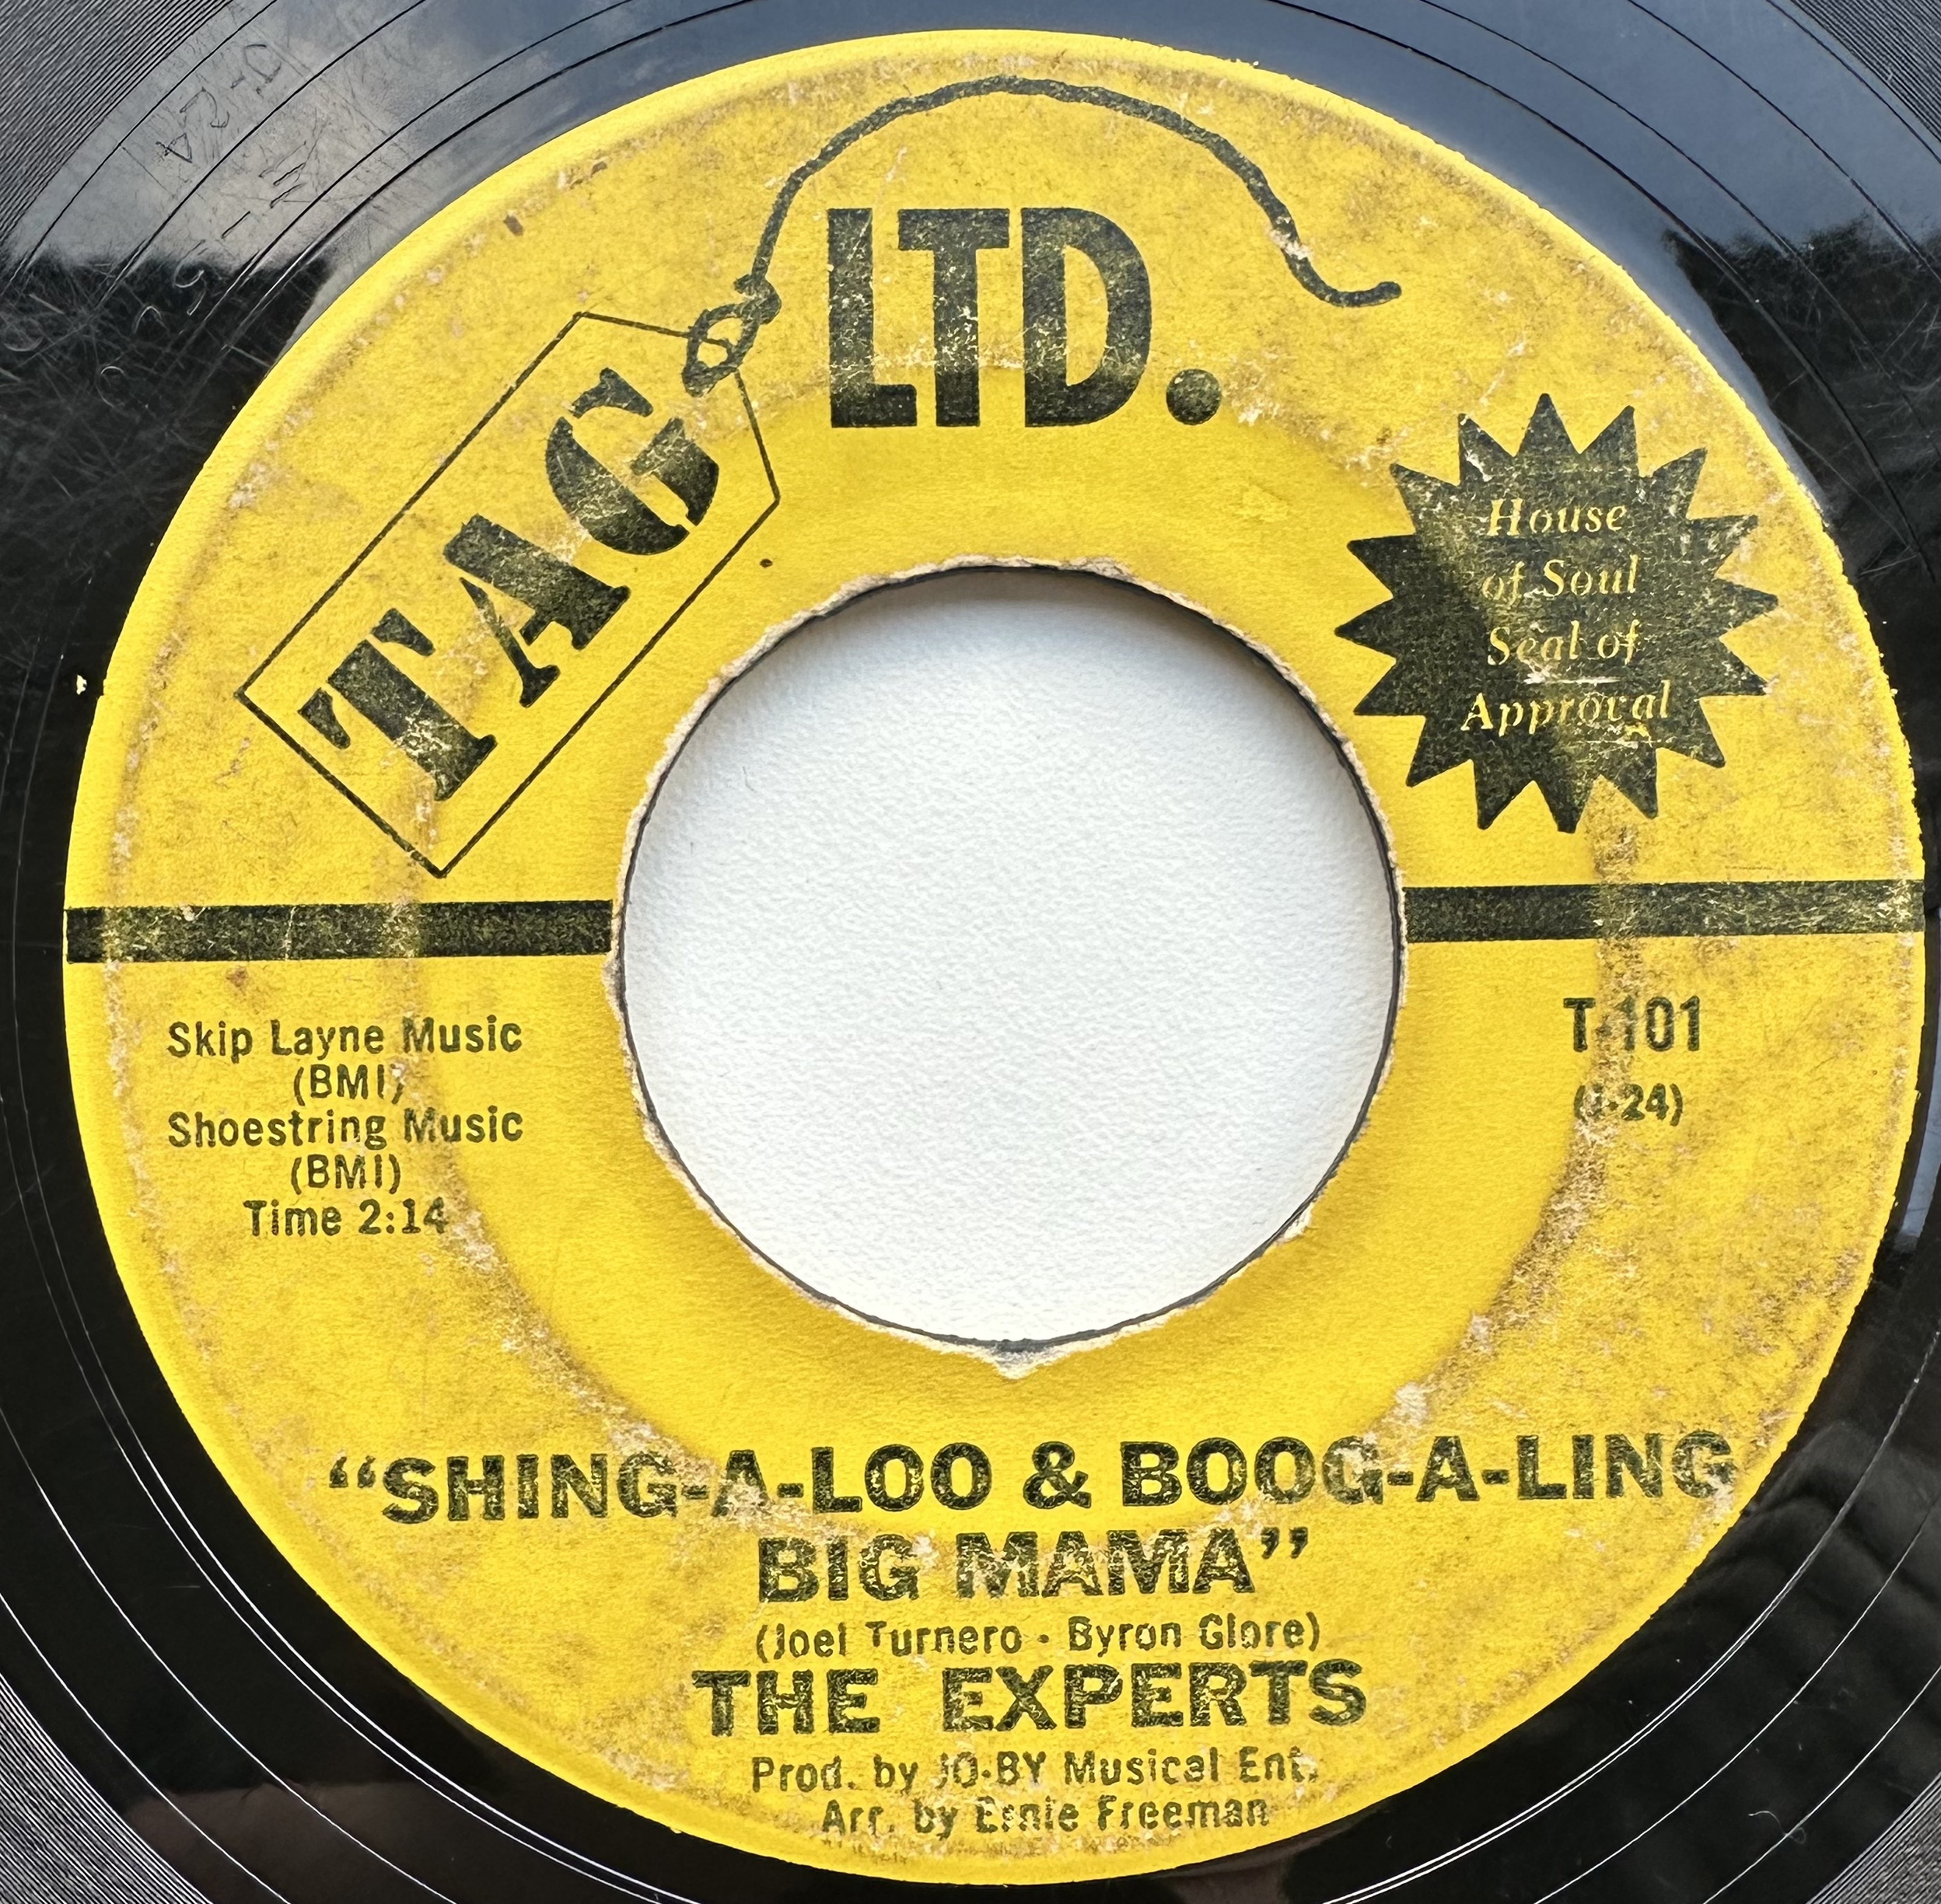 LTD.
TAG
House
of Soul
Seal of
Approval
Skip Layne Music
(BMI)
Shoestring Music
(BMI)
Time 2:14
T-101
(J-24)
“SHING-A-LOO & BOOG-A-LING
BIG MAMA”
(Joel Turnero - Byron Glore)
THE EXPERTS
Prod. by JO-BY Musical Ent.
Arr. by Ernie Freeman